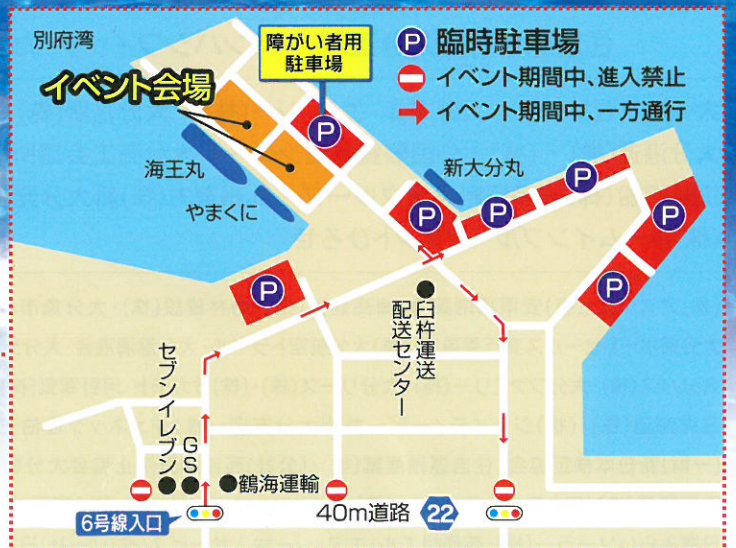 別府湾
障がい者用
駐車場
P 臨時駐車場
イベント期間中、進入禁止
イベント期間中、一方通行
イベント会場
P
海王丸
新大分丸
やまくに
P
P
P
P
P
P
臼杵運送
配送センター
セブンイレブン
GS
鶴海運輸
6号線入口
40m道路 22